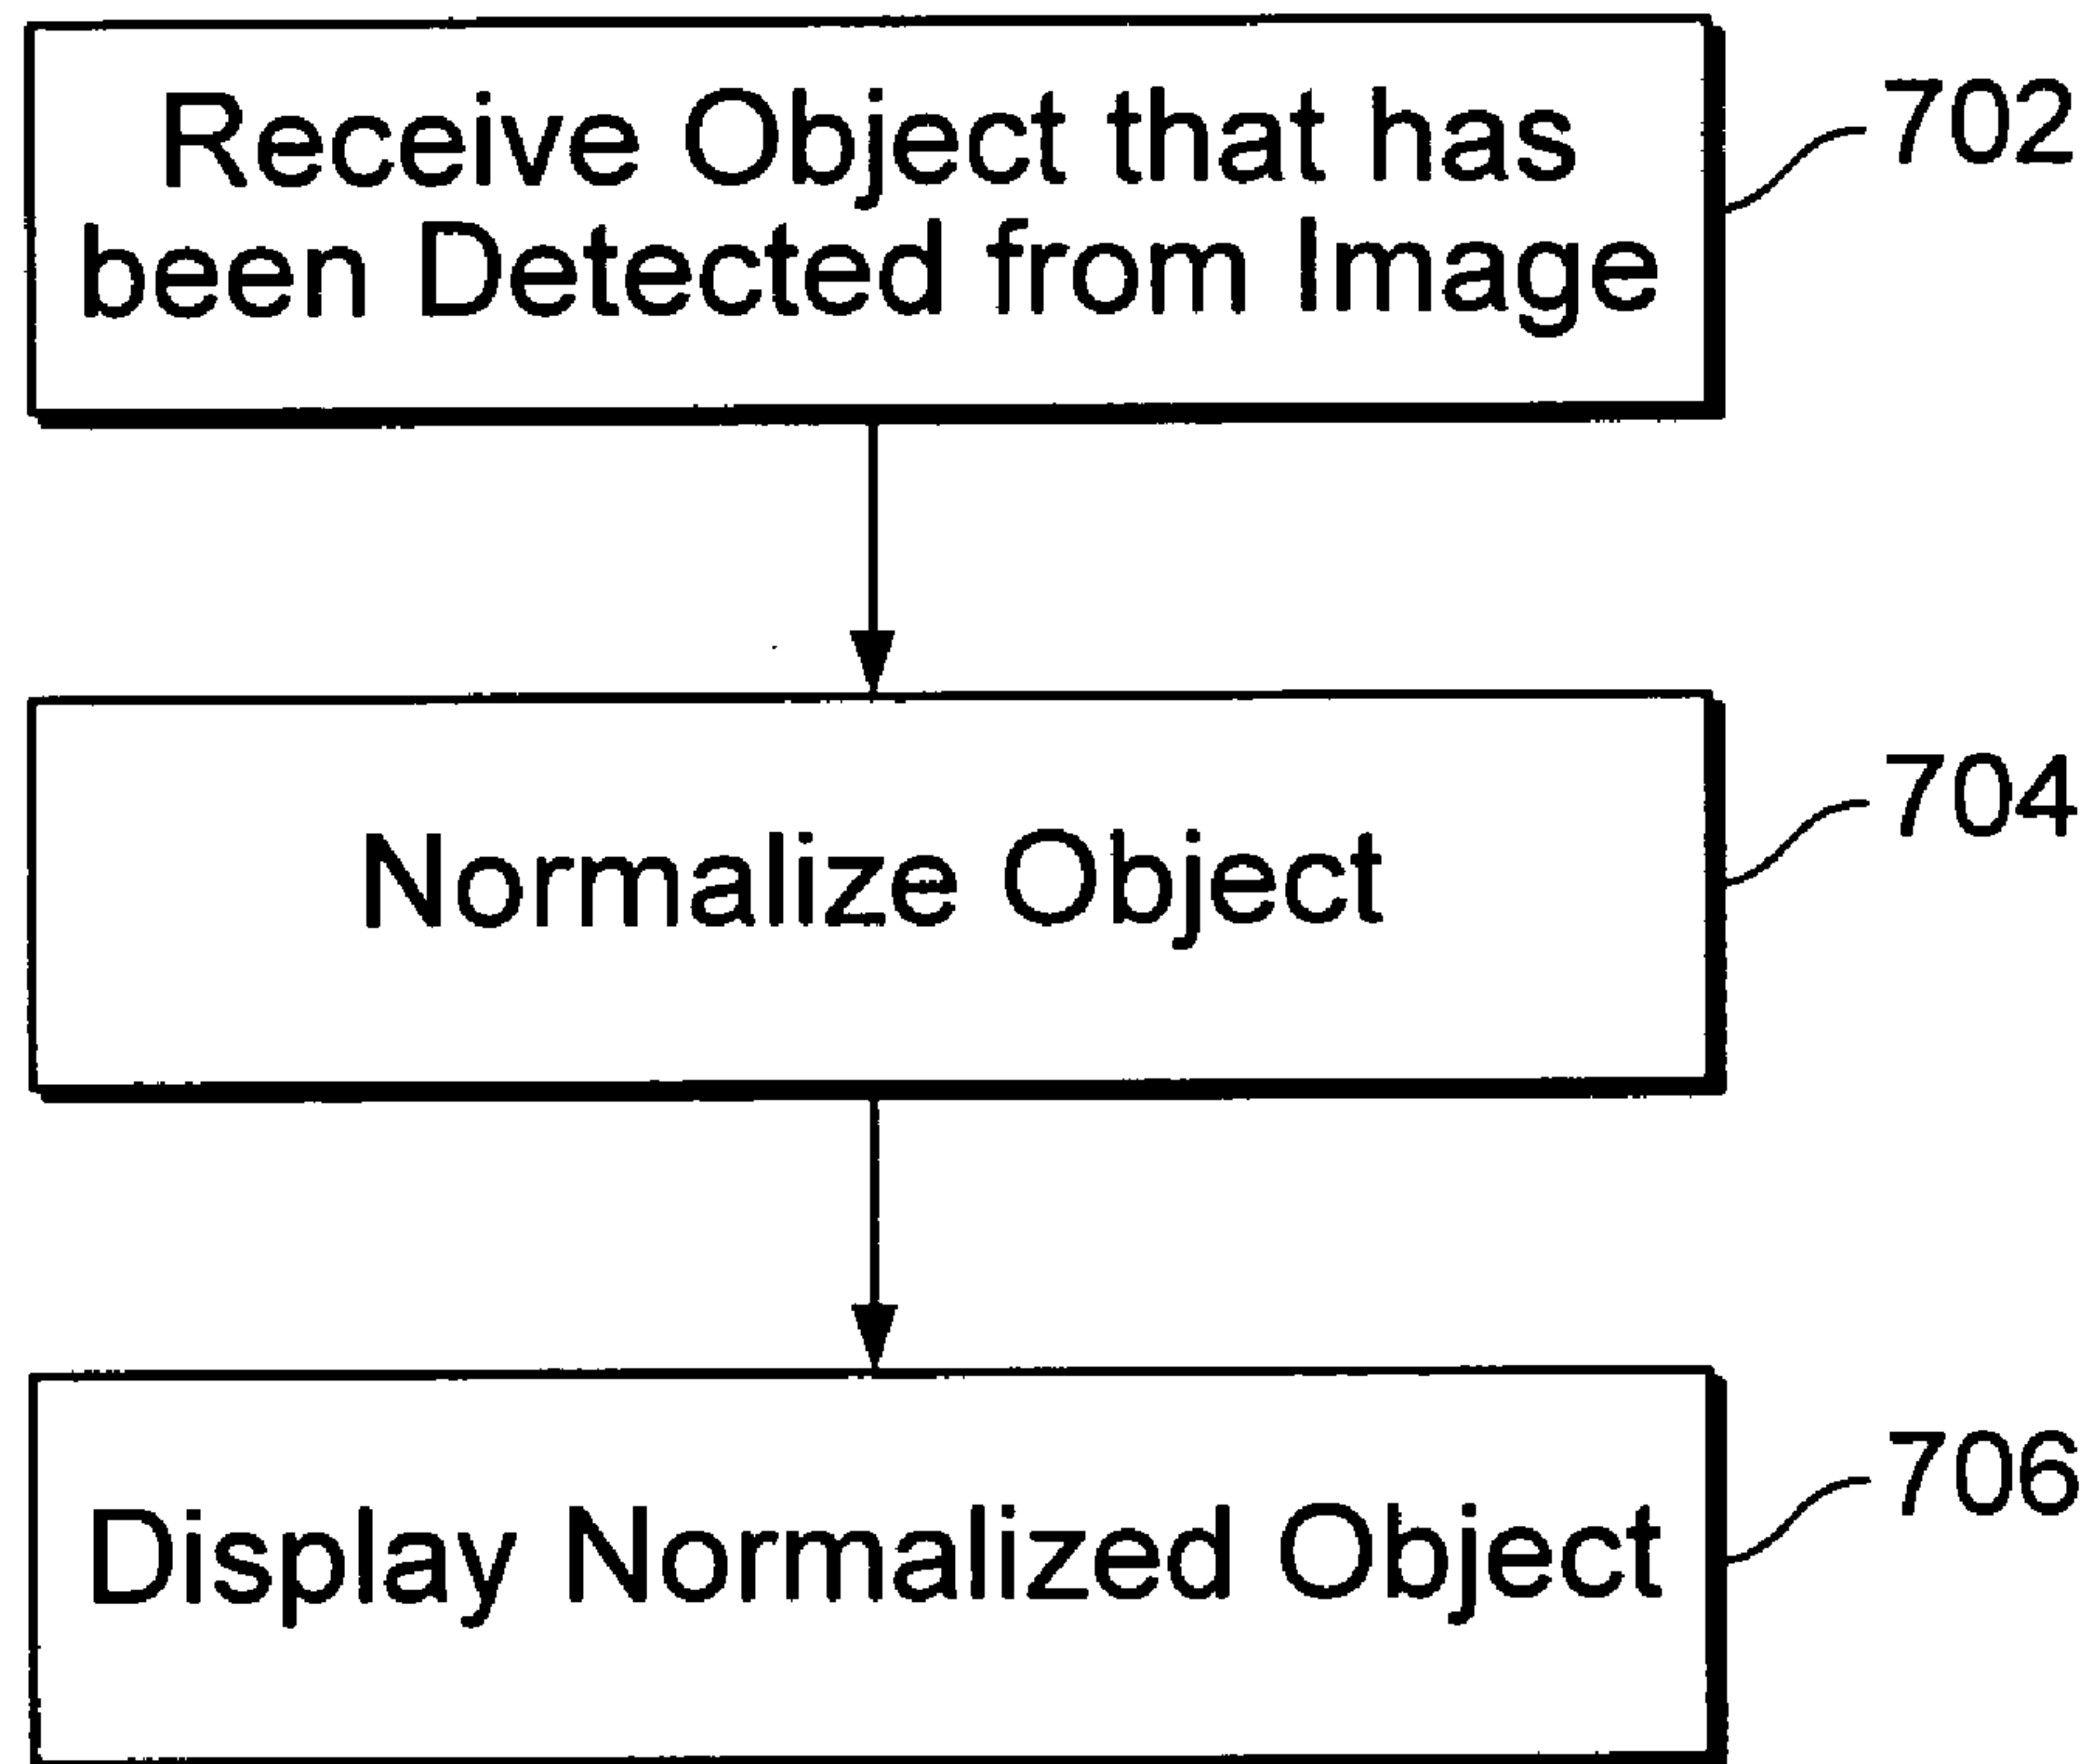 Receive Object that has
been Detected from Image
702
Normalize Object
704
Display Normalized Object
706